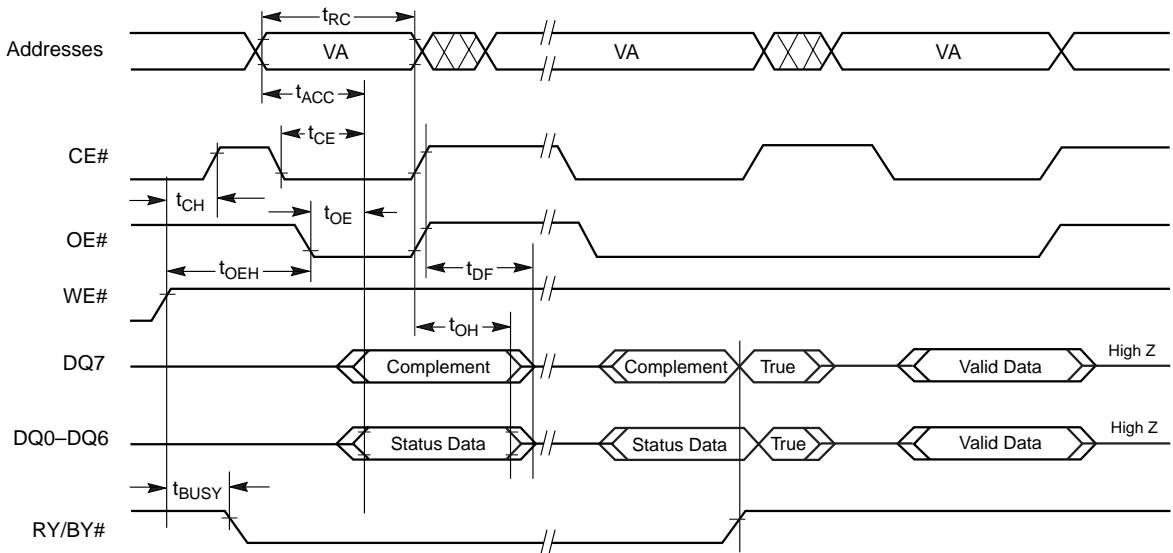 tRC
Addresses VA VA VA
tACC
tCE
CE#
tCH
tOE
OE#
tOEH tDF
WE#
tOH
DQ7 Complement Complement True Valid Data High Z
DQ0–DQ6 Status Data Status Data True Valid Data High Z
tBUSY
RY/BY#